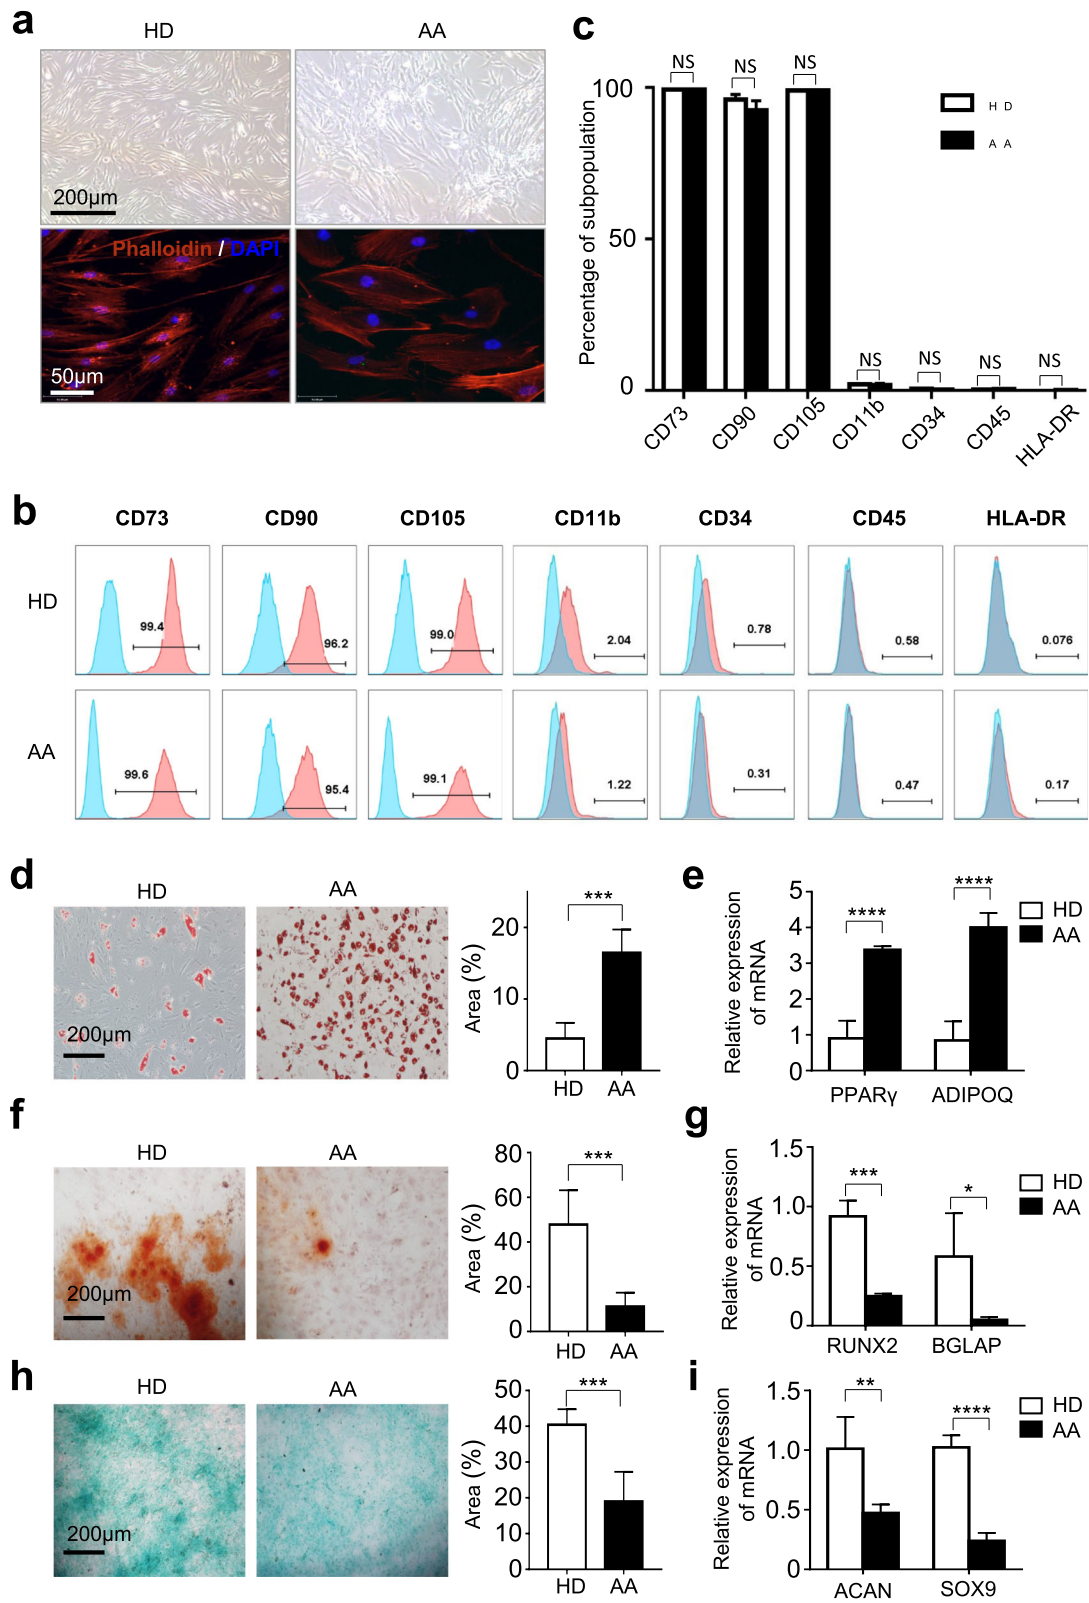 a
HD
AA
200µm
Phalloidin / DAPI
50µm
c
NS
NS
NS
NS
NS
NS
NS
100
50
0
Percentage of subpopulation
H D
A A
CD73
CD90
CD105
CD11b
CD34
CD45
HLA-DR
b
CD73
CD90
CD105
CD11b
CD34
CD45
HLA-DR
HD
99.4
96.2
99.0
2.04
0.78
0.58
0.076
AA
99.6
95.4
99.1
1.22
0.31
0.47
0.17
d
HD
AA
200µm
Area (%)
20
10
0
***
HD
AA
e
Relative expression
of mRNA
5
4
3
2
1
0
****
****
HD
AA
PPARγ
ADIPOQ
f
HD
AA
200µm
Area (%)
80
60
40
20
0
***
HD
AA
g
Relative expression
of mRNA
1.5
1.0
0.5
0
***
*
HD
AA
RUNX2
BGLAP
h
HD
AA
200µm
Area (%)
50
40
30
20
10
0
***
HD
AA
i
Relative expression
of mRNA
1.5
1.0
0.5
0
**
****
HD
AA
ACAN
SOX9